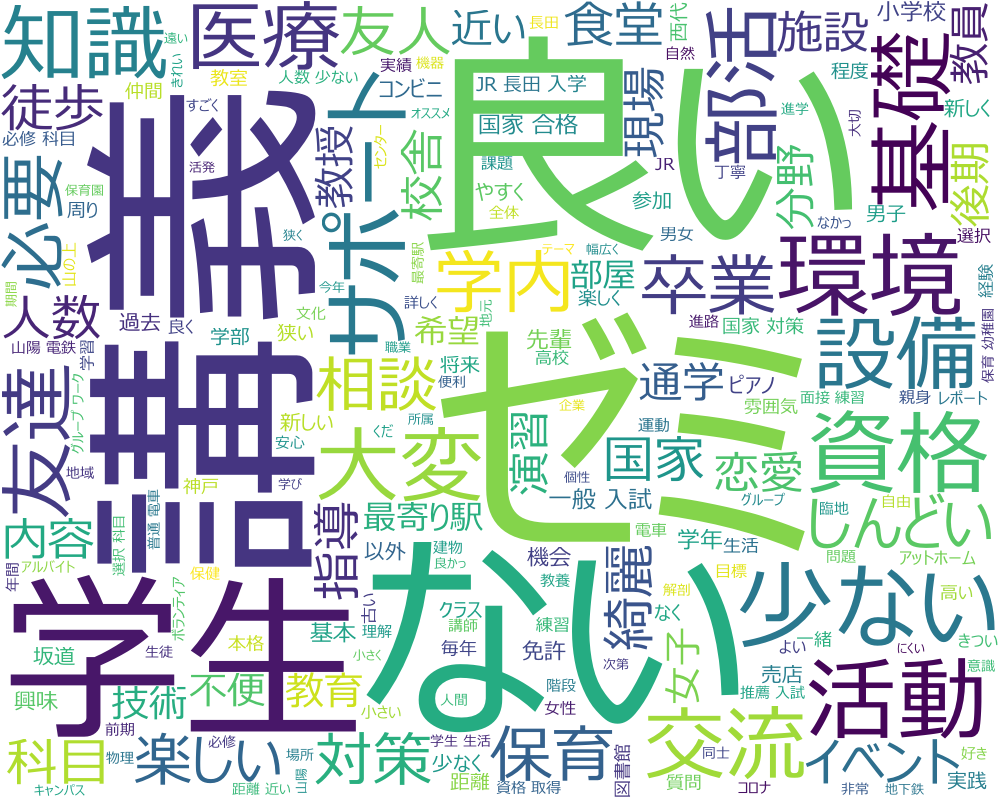 知識
医療
友人
近い
食堂
部活
施設
小学校
教員
西代
自然
長田
遠い
きれい
仲間
教室
人数 少ない
実績
機器
コンビニ
JR 長田 入学
国家 合格
現場
程度
新しく
基礎
徒歩
すごく
オススメ
必修 科目
講義
良い
ゼミ
ない
サポート
教授
校舎
センター
課題
やすく
全体
参加
JR
丁寧
分野
進学
大切
後期
男子
なかっ
選択
必要
保育園
周り
活発
狭く
山の上
期間
人数
過去
良く
学部
文化
狭い
今年
詳しく
最寄駅
テーマ
幅広く
男女
学内
部屋
楽しく
卒業
環境
経験
山陽 電鉄
学習
職業
希望
地元
先輩
高校
進路
国家 対策
設備
保育 幼稚園
友達
グループ ワーク
新しい
相談
将来
便利
企業
通学
ピアノ
雰囲気
面接 練習
親身
レポート
地域
神戸
安心
学び
くだ
所属
大変
演習
個性
運動
国家
恋愛
グループ
資格
普通 電車
内容
アルバイト
選択 科目
指導
最寄り駅
一般 入試
電車
学年
生活
臨地
自由
しんどい
問題
アットホーム
年間
保健
ボランティア
以外
建物
良かっ
機会
教養
綺麗
目標
解剖
学生
占い
基本
理解
クラス
講師
毎年
練習
免許
なく
少ない
高い
よい
一緒
にくい
きつい
坂道
生徒
本格
小さく
人間
階段
女性
次第
女子
売店
推薦 入試
意識
興味
技術
前期
不便
教育
小さい
活動
科目
物理
楽しい
必修
場所
対策
少なく
学生 生活
保育
図書館
交流
同士
イベント
好き
キャンパス
距離 近い
山陽
距離
資格 取得
質問
コロナ
非常
地下鉄
実践